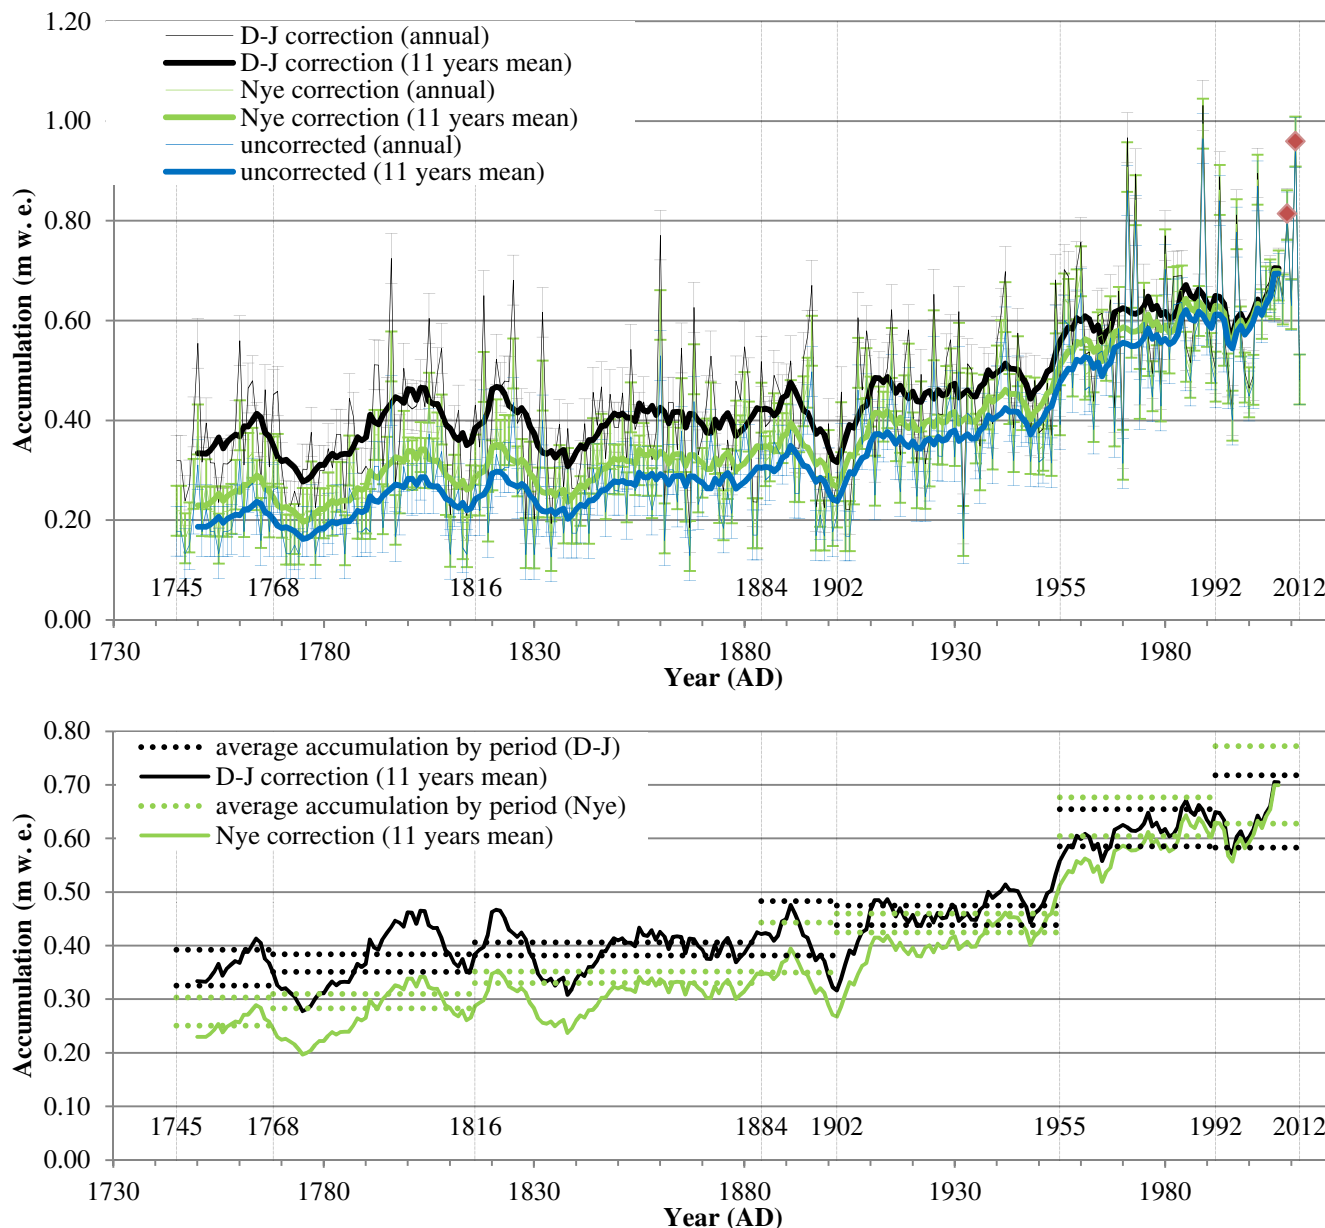 1.20
D-J correction (annual)
D-J correction (11 years mean)
Nye correction (annual)
Nye correction (11 years mean)
uncorrected (annual)
uncorrected (11 years mean)
1.00
0.80
0.60
0.40
0.20
0.00
Accumulation (m w. e.)
1745 1768 1816 1884 1902 1955 1992 2012
1730 1780 1830 1880 1930 1980
Year (AD)
0.80
average accumulation by period (D-J)
D-J correction (11 years mean)
average accumulation by period (Nye)
Nye correction (11 years mean)
0.70
0.60
0.50
0.40
0.30
0.20
0.10
0.00
Accumulation (m w. e.)
1745 1768 1816 1884 1902 1955 1992 2012
1730 1780 1830 1880 1930 1980
Year (AD)